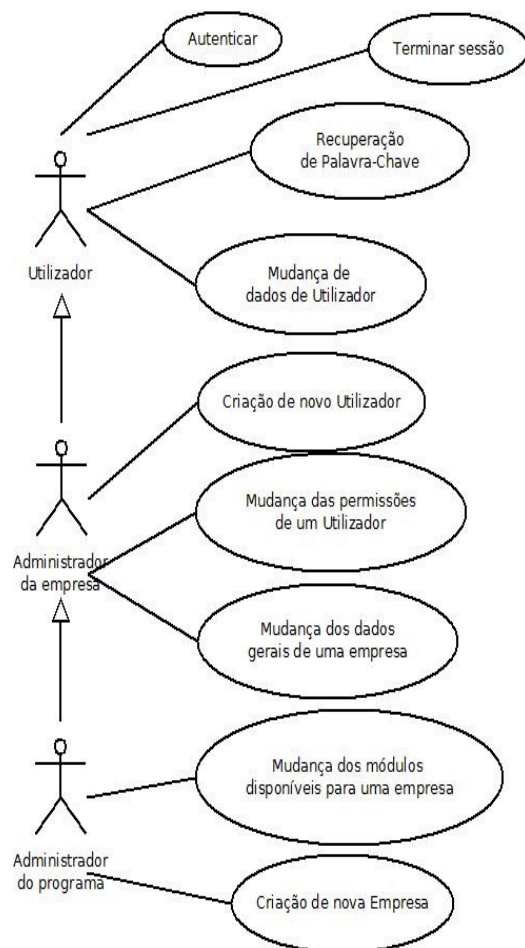 Autenticar
Terminar sessão
Recuperação
de Palavra-Chave
Utilizador
Mudança de
dados de Utilizador
Criação de novo Utilizador
Mudança das permissões
de um Utilizador
Administrador
da empresa
Mudança dos dados
gerais de uma empresa
Mudança dos módulos
disponíveis para uma empresa
Administrador
do programa
Criação de nova Empresa